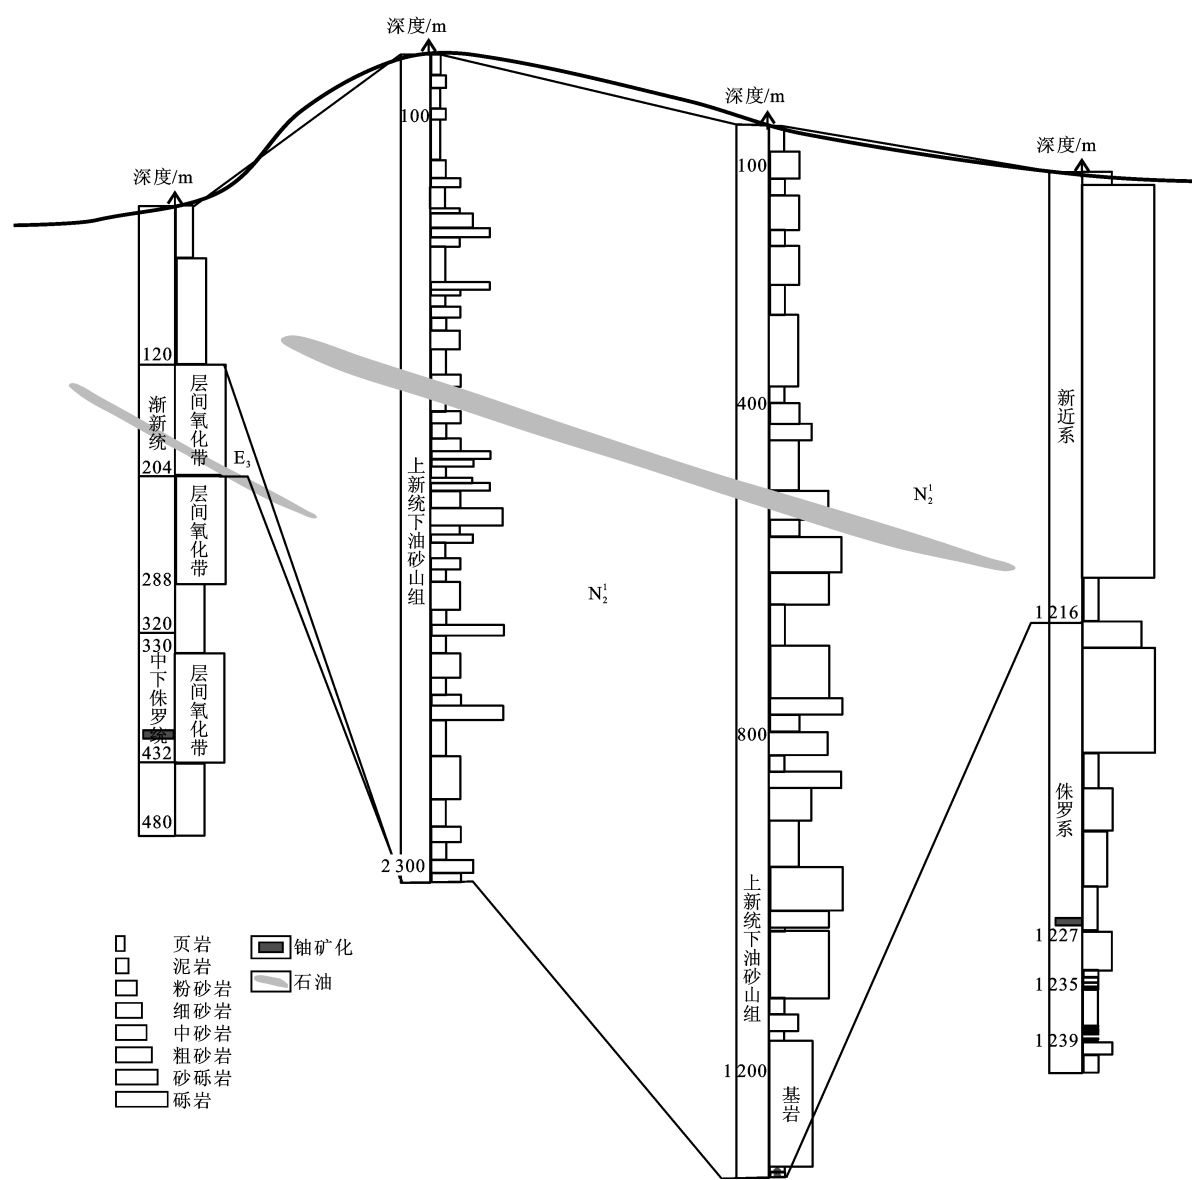 深度/m
100
深度/m
100
深度/m
深度/m
120
层间氧化带
渐新统
204
E₃
层间氧化带
288
320
330
中下侏罗统
层间氧化带
432
480
上新统下油砂山组
2 300
N₂¹
400
800
上新统下油砂山组
1 200
基岩
N₂¹
新近系
1 216
侏罗系
1 227
1 235
1 239
页岩
泥岩
粉砂岩
细砂岩
中砂岩
粗砂岩
砂砾岩
砾岩
铀矿化
石油